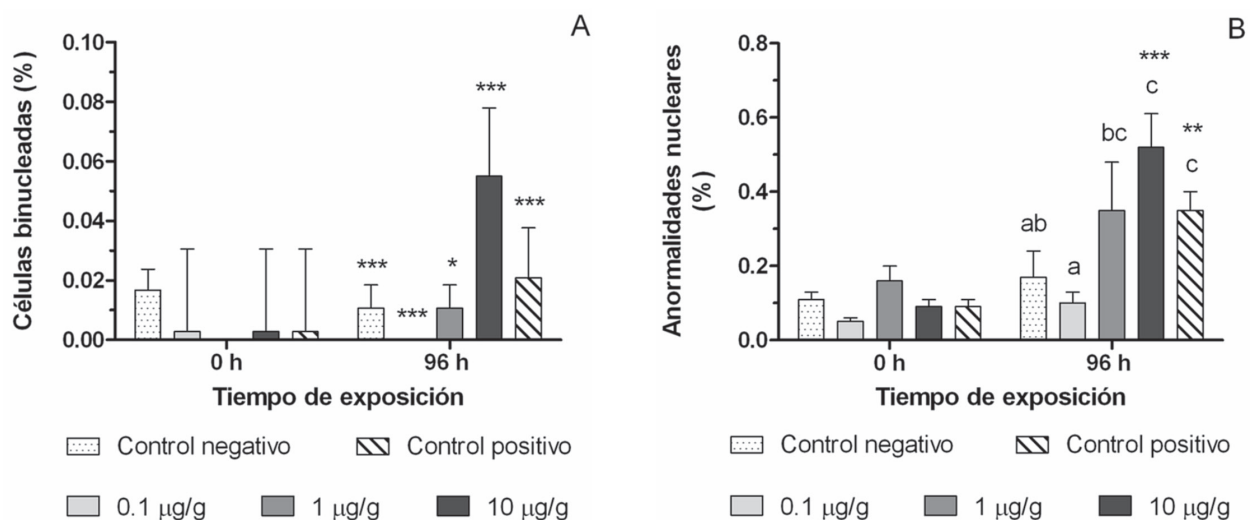 A
Células binucleadas (%)
0.10
0.08
0.06
0.04
0.02
0.00
***
***
*
***
***
0 h
96 h
Tiempo de exposición
Control negativo
Control positivo
0.1 µg/g
1 µg/g
10 µg/g
B
Anormalidades nucleares
(%)
0.8
0.6
0.4
0.2
0.0
ab
a
bc
***
c
**
c
0 h
96 h
Tiempo de exposición
Control negativo
Control positivo
0.1 µg/g
1 µg/g
10 µg/g